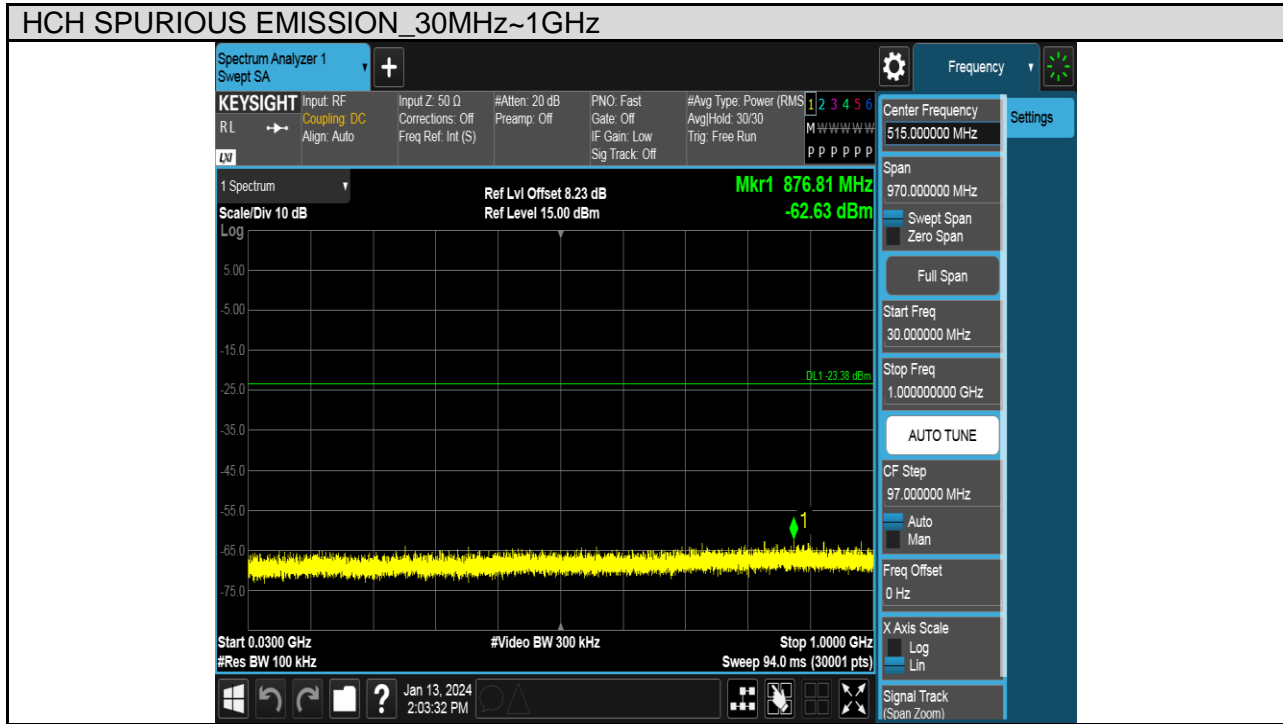 HCH SPURIOUS EMISSION_30MHz~1GHz
Spectrum Analyzer 1
Swept SA
+
Frequency
KEYSIGHT
RL
LXI
Input: RF
Coupling: DC
Align: Auto
Input Z: 50 Ω
Corrections: Off
Freq Ref: Int (S)
#Atten: 20 dB
Preamp: Off
PNO: Fast
Gate: Off
IF Gain: Low
Sig Track: Off
#Avg Type: Power (RMS
Avg|Hold: 30/30
Trig: Free Run
1 2 3 4 5 6
M W W W W W
P P P P P P
1 Spectrum
Scale/Div 10 dB
Ref Lvl Offset 8.23 dB
Ref Level 15.00 dBm
Mkr1 876.81 MHz
-62.63 dBm
Log
5.00
-5.00
-15.0
DL1 -23.38 dBm
-25.0
-35.0
-45.0
-55.0
1
-65.0
-75.0
Start 0.0300 GHz
#Res BW 100 kHz
#Video BW 300 kHz
Stop 1.0000 GHz
Sweep 94.0 ms (30001 pts)
?
Jan 13, 2024
2:03:32 PM
Center Frequency
515.000000 MHz
Settings
Span
970.000000 MHz
Swept Span
Zero Span
Full Span
Start Freq
30.000000 MHz
Stop Freq
1.000000000 GHz
AUTO TUNE
CF Step
97.000000 MHz
Auto
Man
Freq Offset
0 Hz
X Axis Scale
Log
Lin
Signal Track
(Span Zoom)